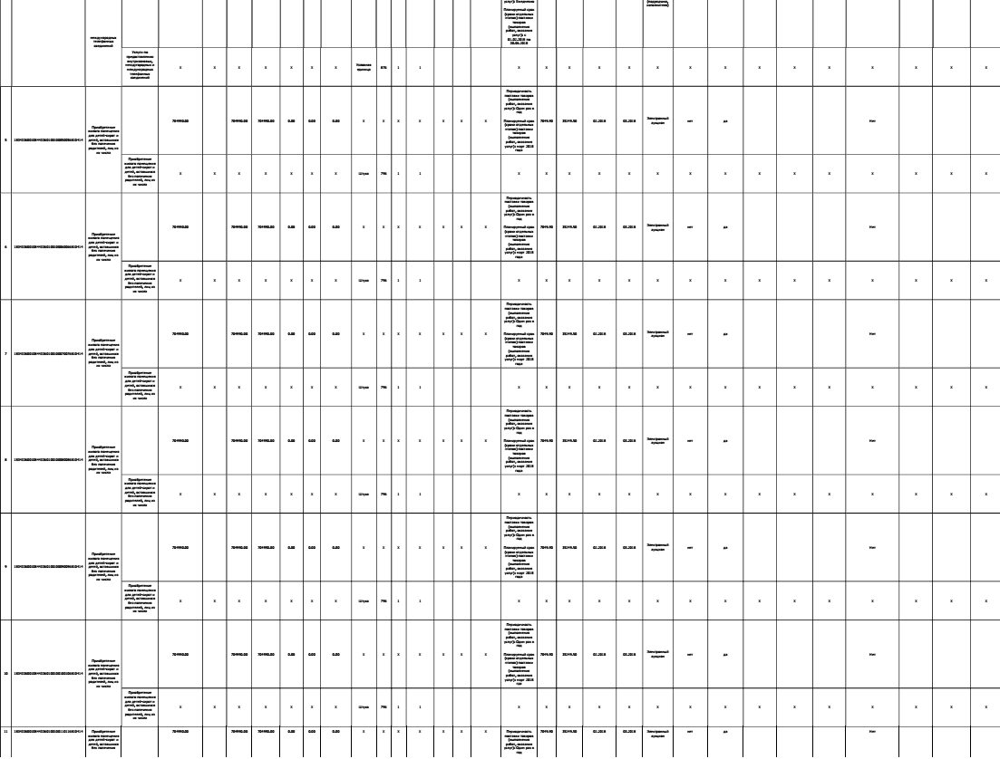 услуг): Ежедневно
Планируемый срок
(сроки отдельных
этапов) поставки
товаров
(выполнения
работ, оказания
услуг): с
01.02.2018 по
30.06.2018
международных
телефонных
соединений
Услуги по
предоставлению
внутризоновых,
междугородных и
международных
телефонных
соединений
X X X X X X X Условная единица 876 1 1 X X X X X X X X X X X X X X
5
Приобретение
жилого помещения
для детей-сирот и
детей, оставшихся
без попечения
родителей, лиц из
их числа
704990.00 704990.00 704990.00 0.00 0.00 0.00 X X X X X X
Периодичность
поставки товаров
(выполнения
работ, оказания
услуг): Один раз в
год
Планируемый срок
(сроки отдельных
этапов) поставки
товаров
(выполнения
работ, оказания
услуг): март 2018
года
7049.90 35249.50 02.2018 03.2018 Электронный аукцион нет да Нет
Приобретение
жилого помещения
для детей-сирот и
детей, оставшихся
без попечения
родителей, лиц из
их числа
X X X X X X X Штука 796 1 1 X X X X X X X X X X X X X X
6
Приобретение
жилого помещения
для детей-сирот и
детей, оставшихся
без попечения
родителей, лиц из
их числа
704990.00 704990.00 704990.00 0.00 0.00 0.00 X X X X X X
Периодичность
поставки товаров
(выполнения
работ, оказания
услуг): Один раз в
год
Планируемый срок
(сроки отдельных
этапов) поставки
товаров
(выполнения
работ, оказания
услуг): март 2018
года
7049.90 35249.50 02.2018 03.2018 Электронный аукцион нет да Нет
Приобретение
жилого помещения
для детей-сирот и
детей, оставшихся
без попечения
родителей, лиц из
их числа
X X X X X X X Штука 796 1 1 X X X X X X X X X X X X X X
7
Приобретение
жилого помещения
для детей-сирот и
детей, оставшихся
без попечения
родителей, лиц из
их числа
704990.00 704990.00 704990.00 0.00 0.00 0.00 X X X X X X
Периодичность
поставки товаров
(выполнения
работ, оказания
услуг): Один раз в
год
Планируемый срок
(сроки отдельных
этапов) поставки
товаров
(выполнения
работ, оказания
услуг): март 2018
года
7049.90 35249.50 02.2018 03.2018 Электронный аукцион нет да Нет
Приобретение
жилого помещения
для детей-сирот и
детей, оставшихся
без попечения
родителей, лиц из
их числа
X X X X X X X Штука 796 1 1 X X X X X X X X X X X X X X
8
Приобретение
жилого помещения
для детей-сирот и
детей, оставшихся
без попечения
родителей, лиц из
их числа
704990.00 704990.00 704990.00 0.00 0.00 0.00 X X X X X X
Периодичность
поставки товаров
(выполнения
работ, оказания
услуг): Один раз в
год
Планируемый срок
(сроки отдельных
этапов) поставки
товаров
(выполнения
работ, оказания
услуг): март 2018
года
7049.90 35249.50 02.2018 03.2018 Электронный аукцион нет да Нет
Приобретение
жилого помещения
для детей-сирот и
детей, оставшихся
без попечения
родителей, лиц из
их числа
X X X X X X X Штука 796 1 1 X X X X X X X X X X X X X X
9
Приобретение
жилого помещения
для детей-сирот и
детей, оставшихся
без попечения
родителей, лиц из
их числа
704990.00 704990.00 704990.00 0.00 0.00 0.00 X X X X X X
Периодичность
поставки товаров
(выполнения
работ, оказания
услуг): Один раз в
год
Планируемый срок
(сроки отдельных
этапов) поставки
товаров
(выполнения
работ, оказания
услуг): март 2018
года
7049.90 35249.50 02.2018 03.2018 Электронный аукцион нет да Нет
Приобретение
жилого помещения
для детей-сирот и
детей, оставшихся
без попечения
родителей, лиц из
их числа
X X X X X X X Штука 796 1 1 X X X X X X X X X X X X X X
10
Приобретение
жилого помещения
для детей-сирот и
детей, оставшихся
без попечения
родителей, лиц из
их числа
704990.00 704990.00 704990.00 0.00 0.00 0.00 X X X X X X
Периодичность
поставки товаров
(выполнения
работ, оказания
услуг): Один раз в
год
Планируемый срок
(сроки отдельных
этапов) поставки
товаров
(выполнения
работ, оказания
услуг): март 2018
года
7049.90 35249.50 02.2018 03.2018 Электронный аукцион нет да Нет
Приобретение
жилого помещения
для детей-сирот и
детей, оставшихся
без попечения
родителей, лиц из
их числа
X X X X X X X Штука 796 1 1 X X X X X X X X X X X X X X
11
Приобретение
жилого помещения
для детей-сирот и
детей, оставшихся
без попечения
704990.00 704990.00 704990.00 0.00 0.00 0.00 X X X X X X
Периодичность
поставки товаров
(выполнения
работ, оказания
услуг): Один раз в
год
7049.90 35249.50 02.2018 03.2018 Электронный аукцион нет да Нет